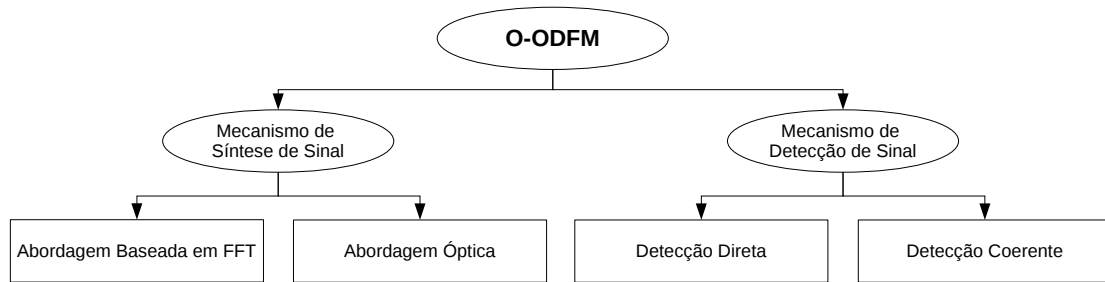 O-ODFM
Mecanismo de
Síntese de Sinal
Mecanismo de
Detecção de Sinal
Abordagem Baseada em FFT
Abordagem Óptica
Detecção Direta
Detecção Coerente